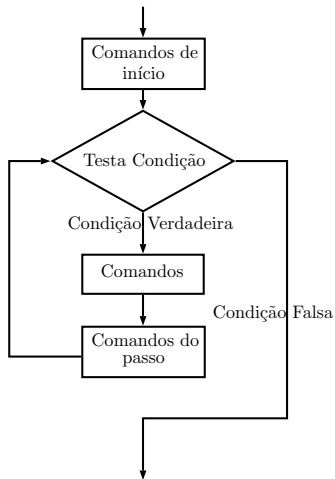 Comandos de
início
Testa Condição
Condição Verdadeira
Comandos
Condição Falsa
Comandos do
passo